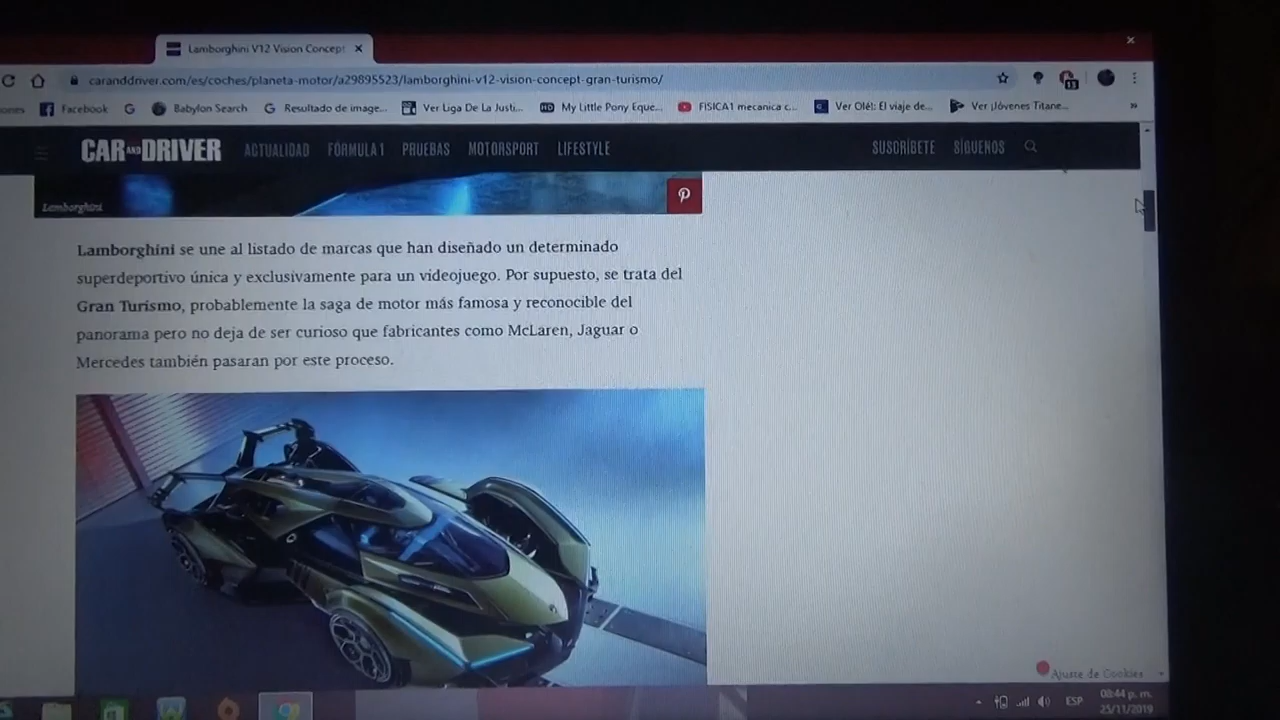 Lamborghini V12 Vision Concept
caranddriver.com/es/coches/planeta-motor/a29895523/lamborghini-v12-vision-concept-gran-turismo/
13
Facebook
Babylon Search
Resultado de image...
Ver Liga De La Justi...
HD My Little Pony Eque...
FISICA1 mecanica c...
Ver Olé!: El viaje de...
Ver ¡Jóvenes Titane...
»
CAR AND DRIVER ACTUALIDAD FÓRMULA 1 PRUEBAS MOTORSPORT LIFESTYLE SUSCRÍBETE SÍGUENOS
Lamborghini
Lamborghini se une al listado de marcas que han diseñado un determinado
superdeportivo única y exclusivamente para un videojuego. Por supuesto, se trata del
Gran Turismo, probablemente la saga de motor más famosa y reconocible del
panorama pero no deja de ser curioso que fabricantes como McLaren, Jaguar o
Mercedes también pasaran por este proceso.
Ajuste de Cookies
ESP
08:44 p. m.
25/11/2019